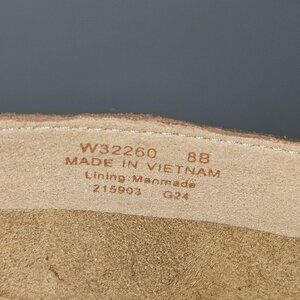 W32260 8B
MADE IN VIETNAM
Lining:Manmade
215903 G24